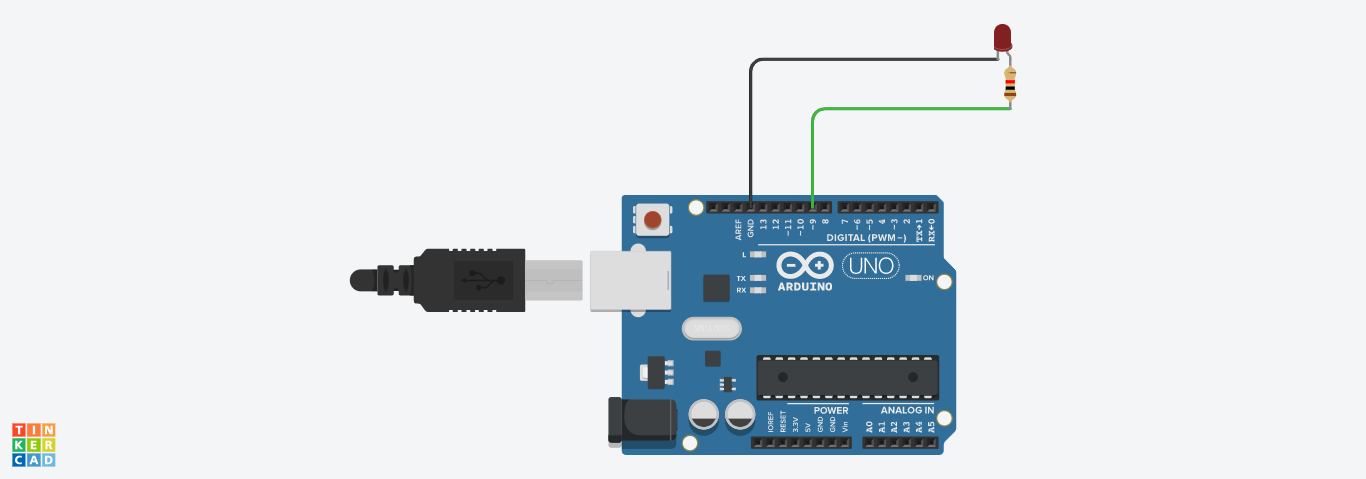 AREF
GND
13
12
~11
~10
~9
8
7
~6
~5
4
~3
2
TX→1
RX←0
DIGITAL (PWM~)
L
TX
RX
ARDUINO
UNO
ON
POWER
ANALOG IN
IOREF
RESET
3.3V
5V
GND
GND
Vin
A0
A1
A2
A3
A4
A5
TIN
KER
CAD